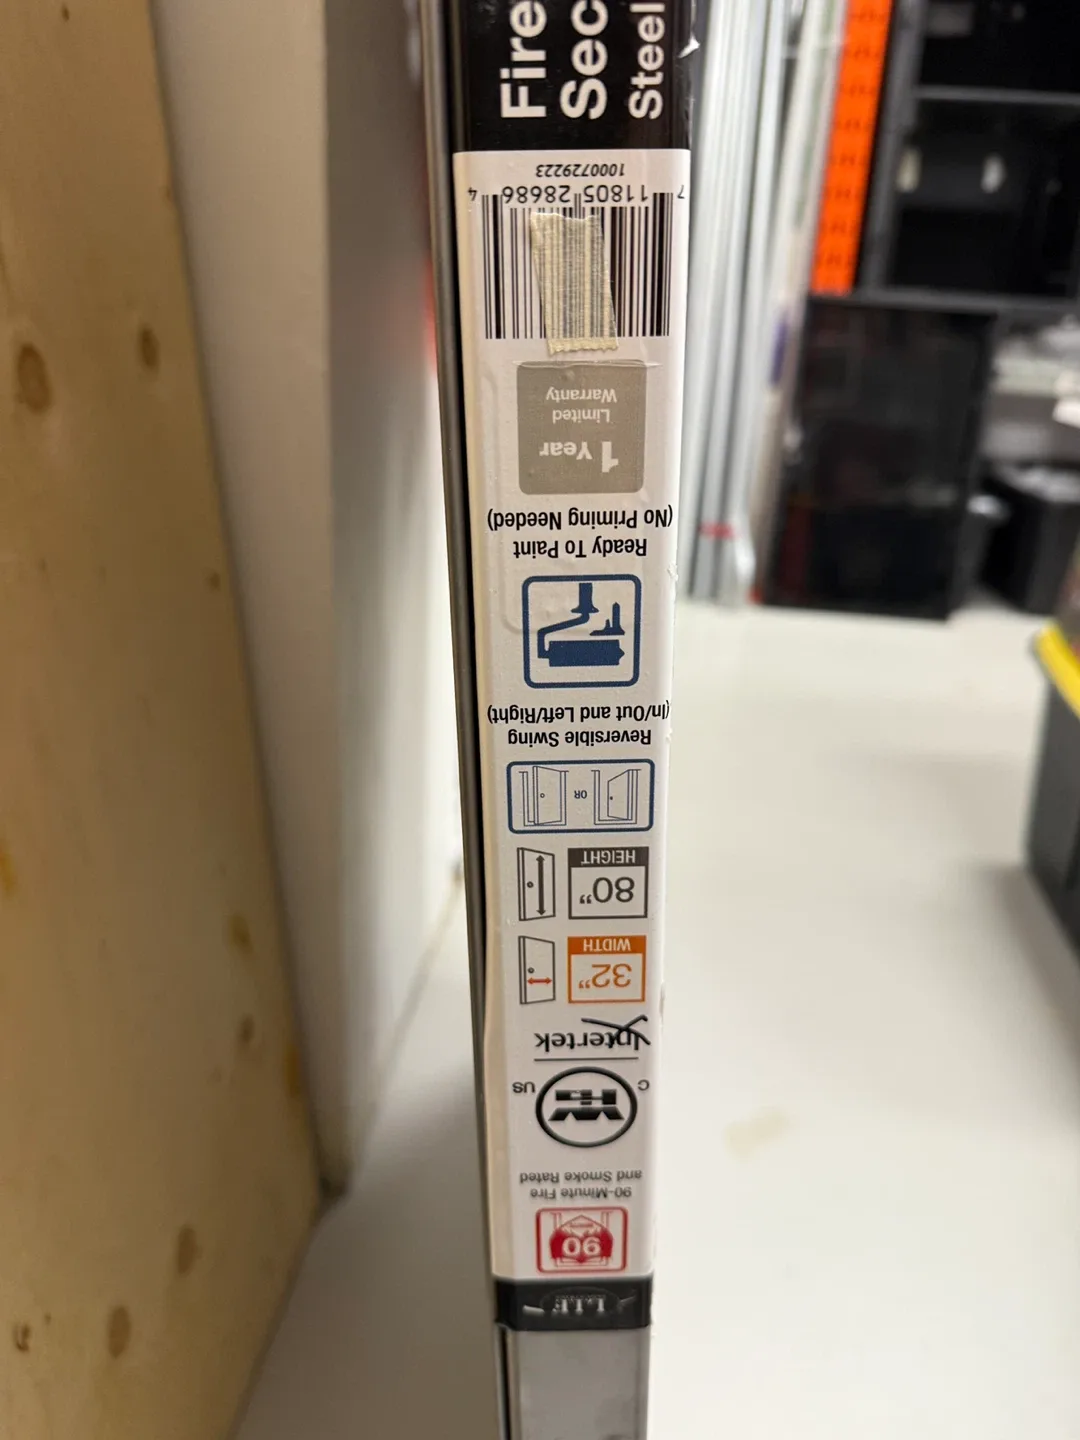 Fire
Sec
Steel
90
90-Minute Fire
and Smoke Rated
C
US
Intertek
32"
WIDTH
80"
HEIGHT
OR
Reversible Swing
(In/Out and Left/Right)
Ready To Paint
(No Priming Needed)
1 Year
Limited
Warranty
7 11805 28686 4
1000729223